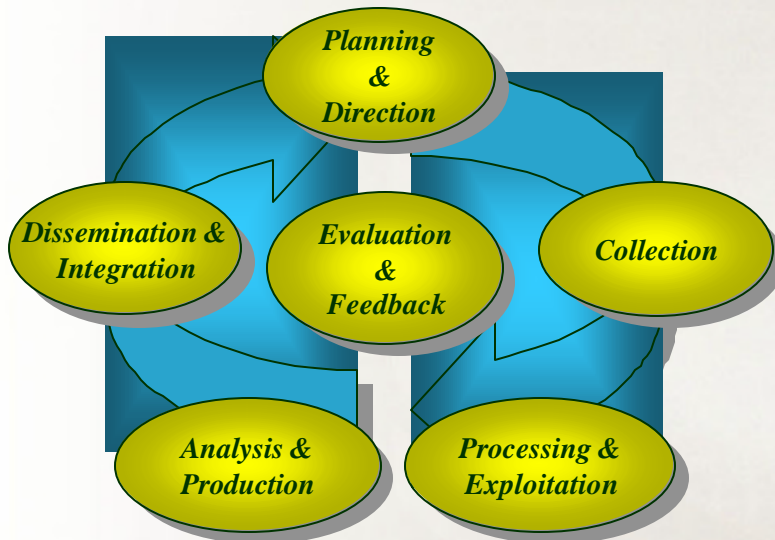 Planning
&
Direction
Dissemination &
Integration
Evaluation
&
Feedback
Collection
Analysis &
Production
Processing &
Exploitation